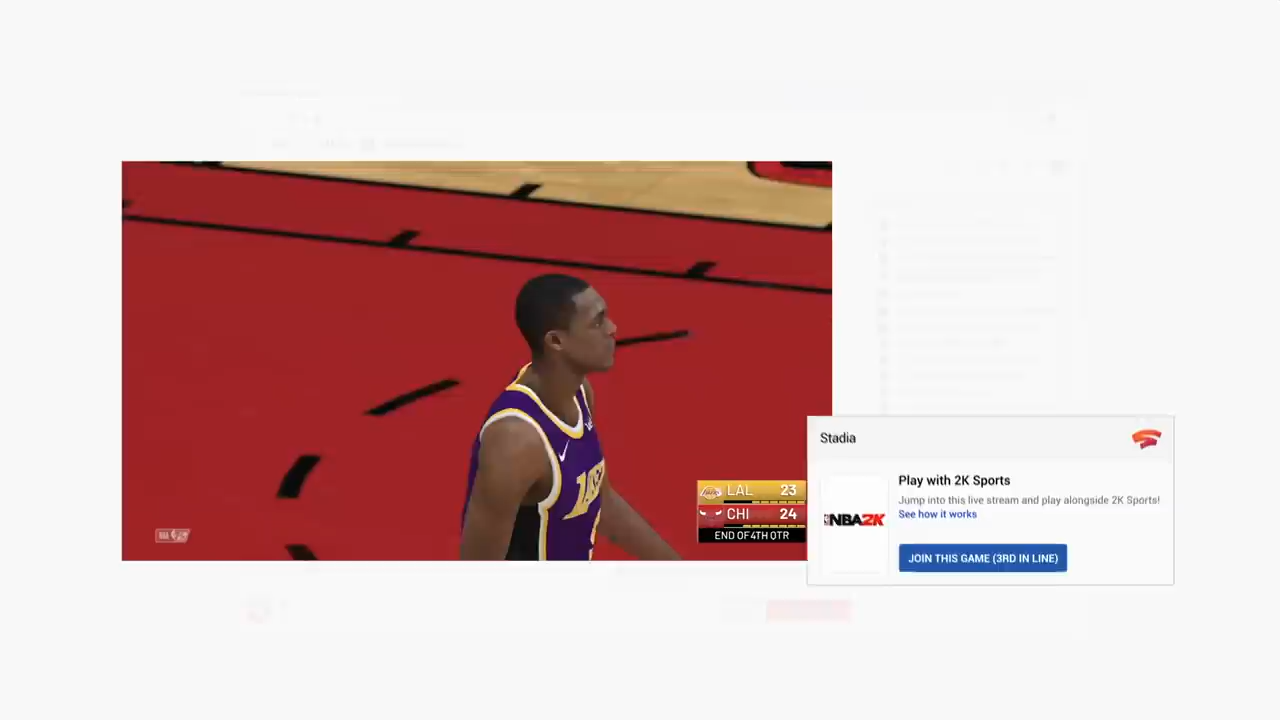 LAL 23
CHI 24
END OF 4TH QTR
Stadia
NBA2K
Play with 2K Sports
Jump into this live stream and play alongside 2K Sports!
See how it works
JOIN THIS GAME (3RD IN LINE)